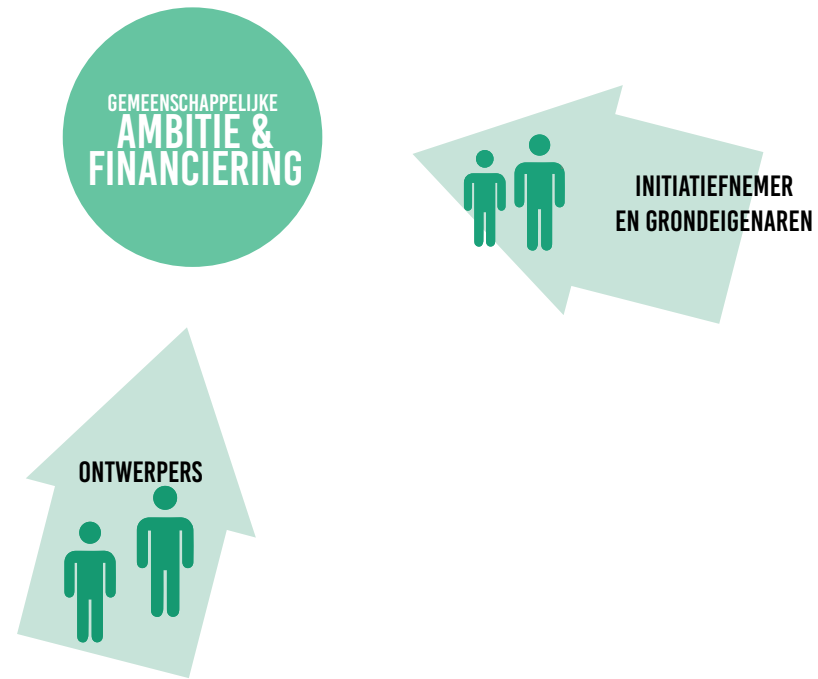 GEMEENSCHAPPELIJKE
AMBITIE &
FINANCIERING
INITIATIEFNEMER
EN GRONDEIGENAREN
ONTWERPERS